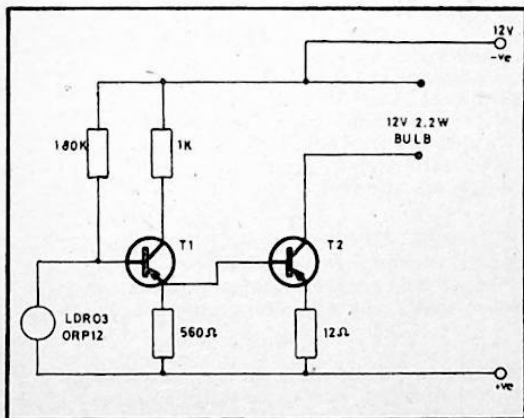 12V
-ve
12V 2.2W
BULB
180K
1K
T1
T2
LDR03
ORP12
560Ω
12Ω
+ve